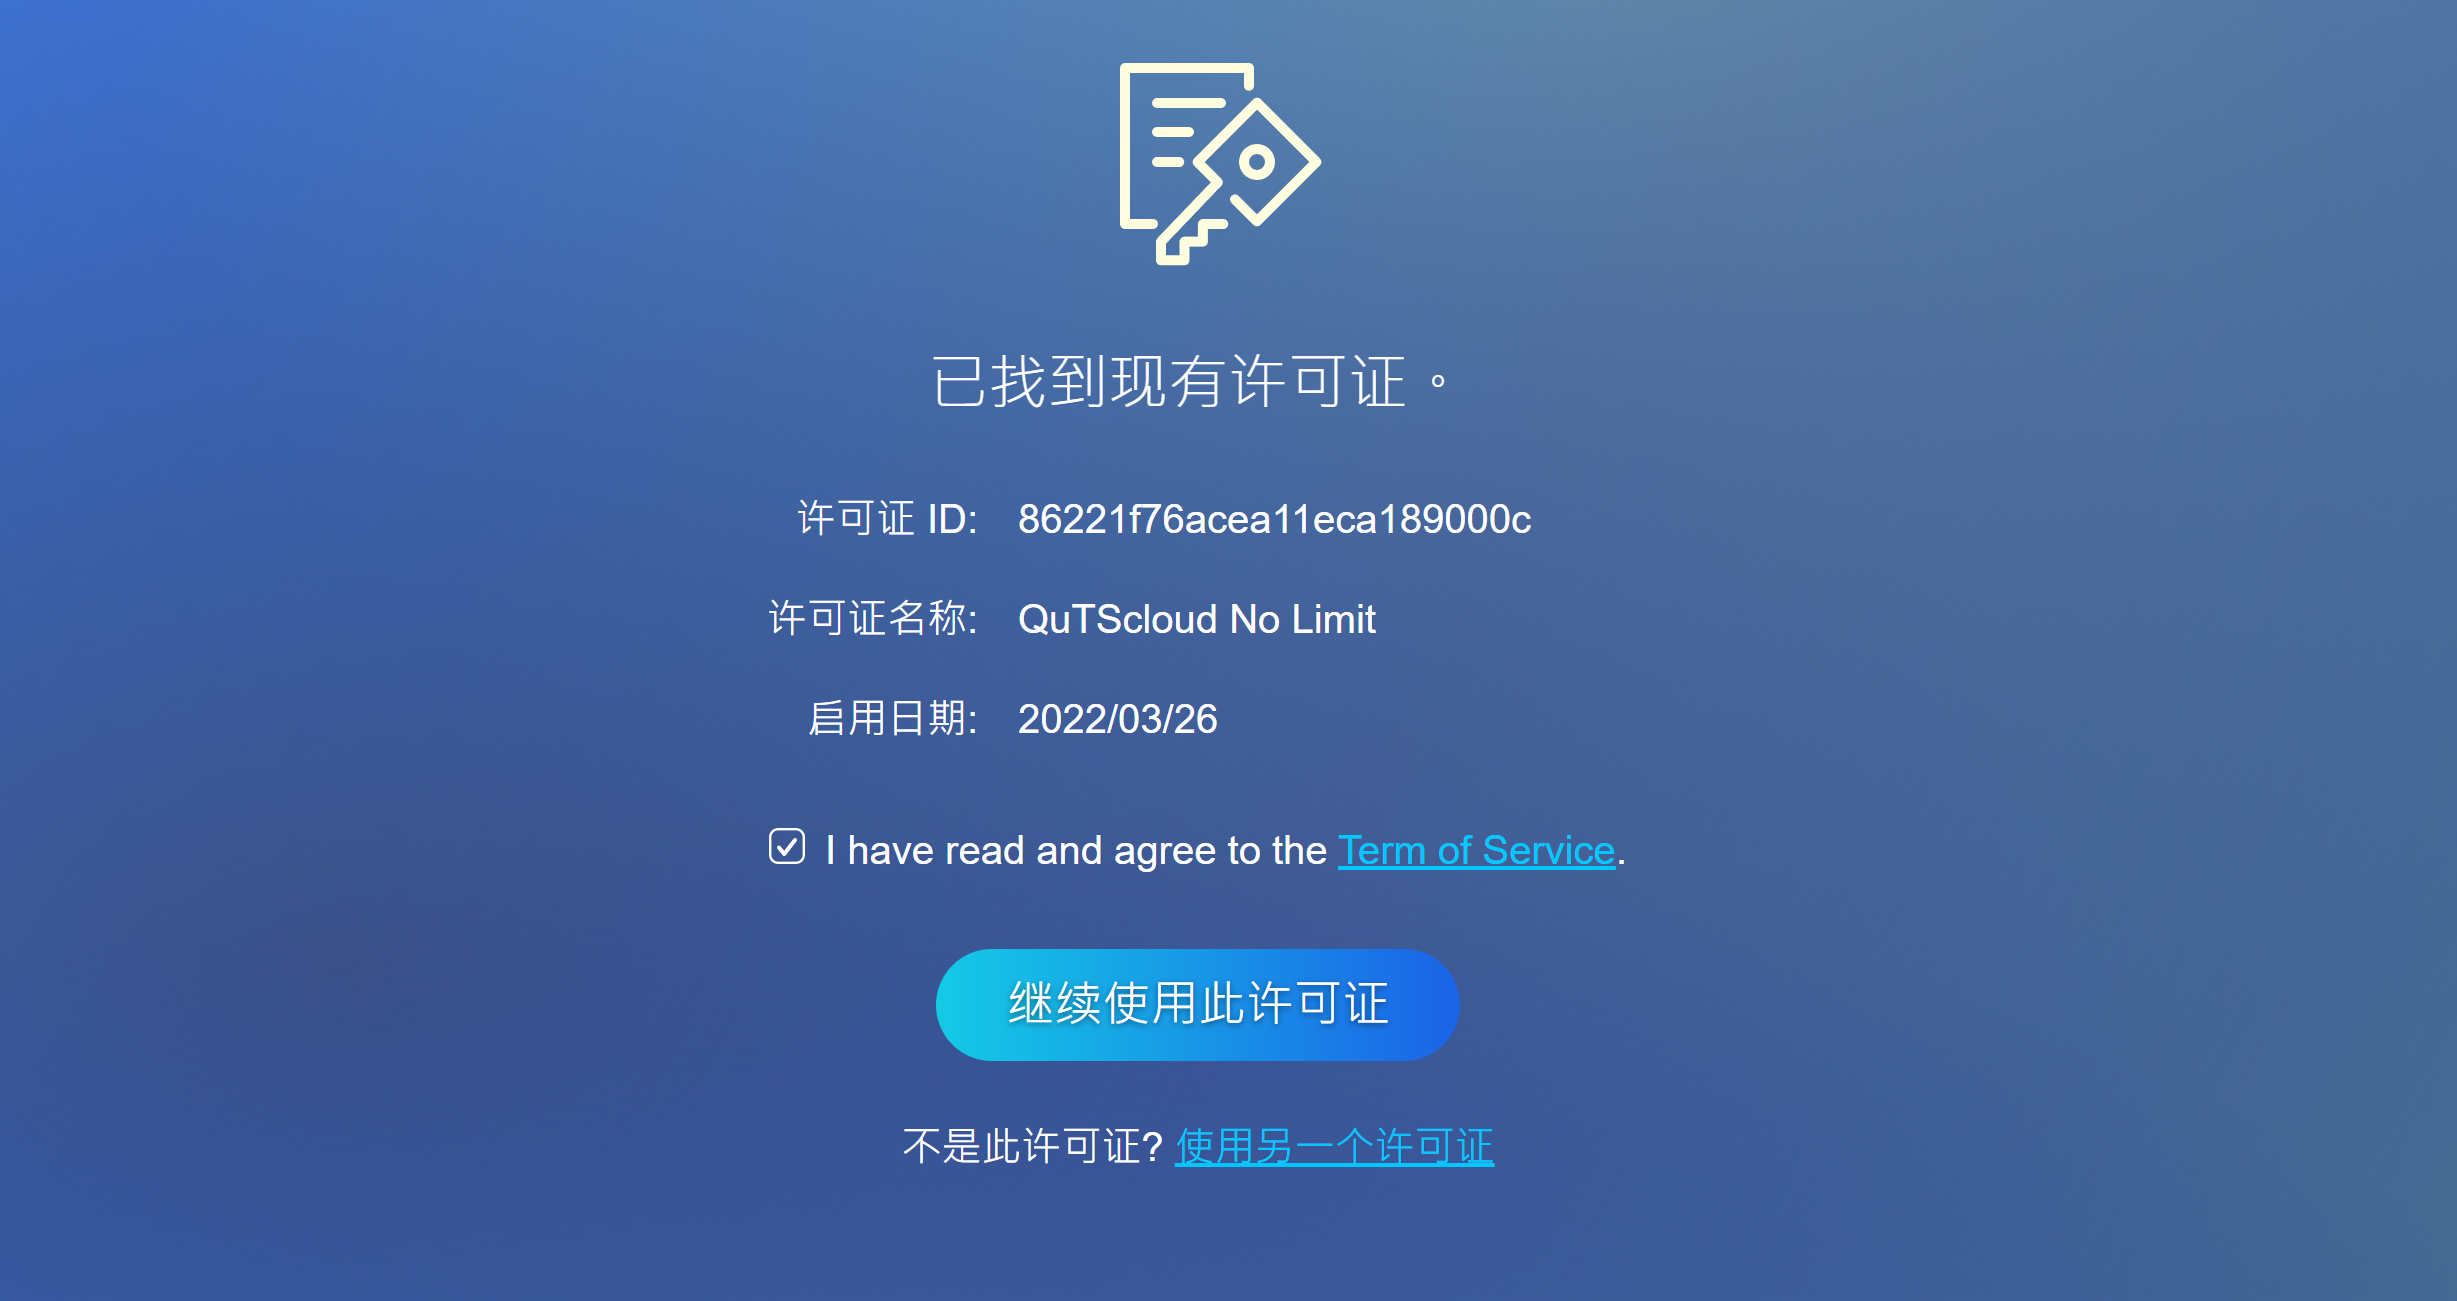 已找到现有许可证。
许可证 ID: 86221f76acea11eca189000c
许可证名称: QuTScloud No Limit
启用日期: 2022/03/26
I have read and agree to the Term of Service.
继续使用此许可证
不是此许可证? 使用另一个许可证